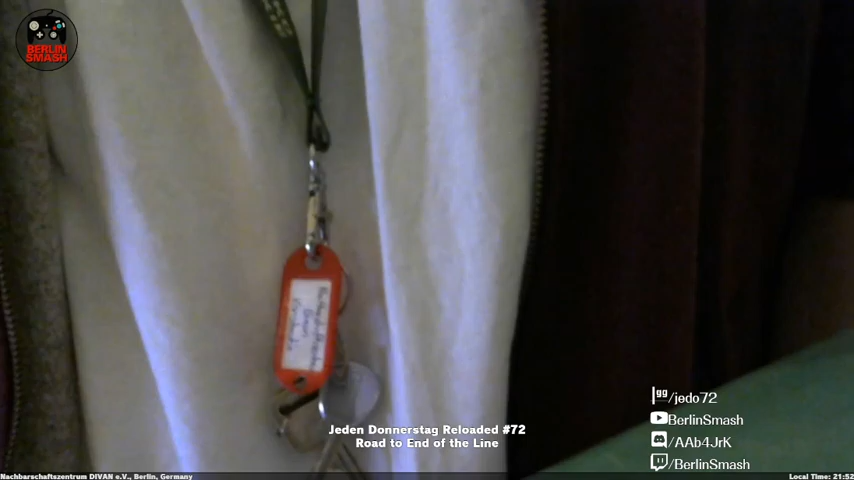 BERLIN
SMASH
Jeden Donnerstag Reloaded #72
Road to End of the Line
gg/jedo72
BerlinSmash
/AAb4JrK
/BerlinSmash
Nachbarschaftszentrum DIVAN e.V., Berlin, Germany
Local Time: 21:52